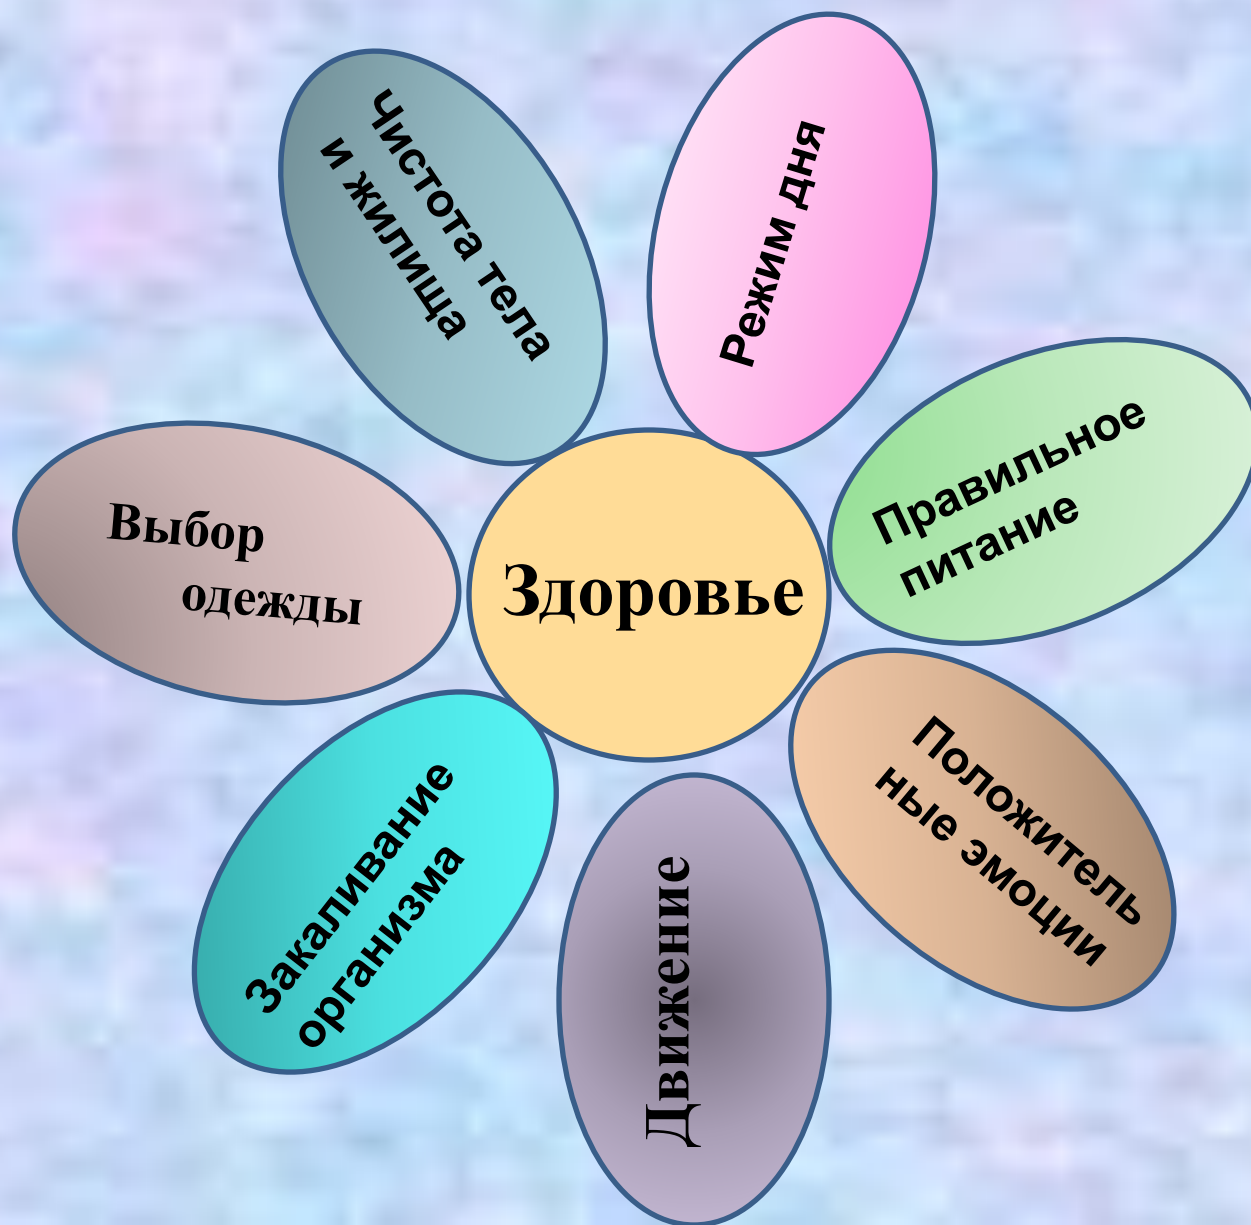 Чистота тела
и жилища
Режим дня
Правильное
питание
Выбор
одежды
Здоровье
Положитель
ные эмоции
Закаливание
организма
Движение